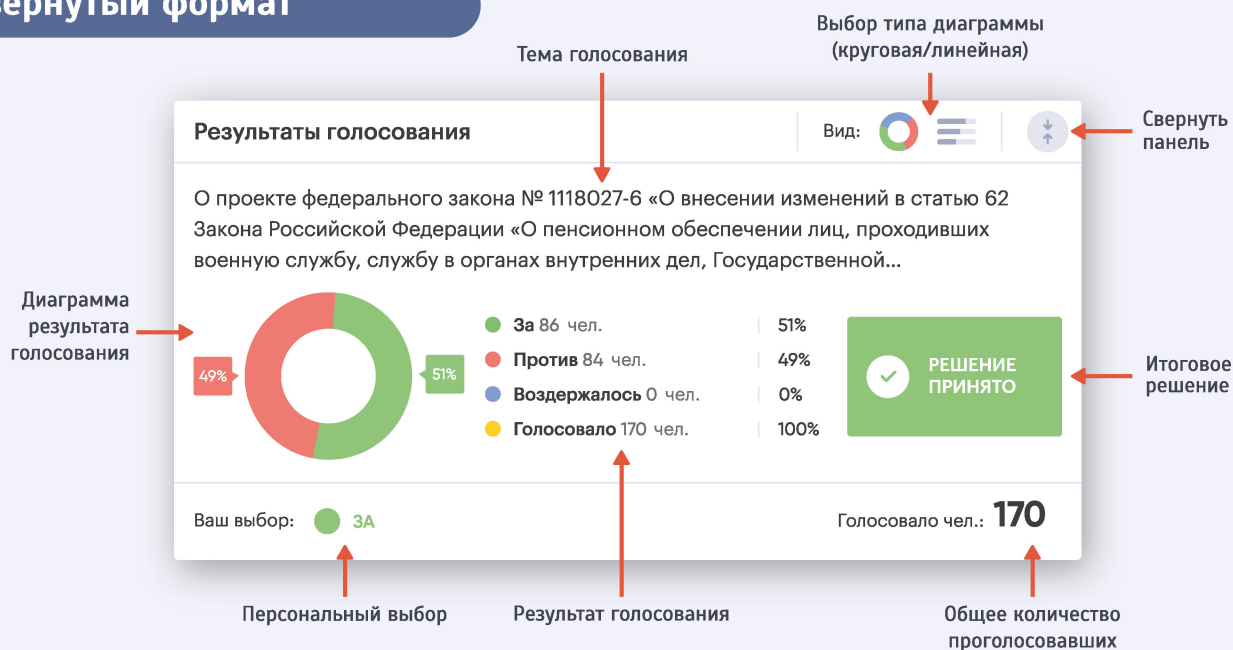 вернутый формат
Выбор типа диаграммы
(круговая/линейная)
Тема голосования
Результаты голосования
Вид:
Свернуть
панель
О проекте федерального закона № 1118027-6 «О внесении изменений в статью 62
Закона Российской Федерации «О пенсионном обеспечении лиц, проходивших
военную службу, службу в органах внутренних дел, Государственной...
Диаграмма
результата
голосования
49%
51%
За 86 чел. 51%
Против 84 чел. 49%
Воздержалось 0 чел. 0%
Голосовало 170 чел. 100%
РЕШЕНИЕ
ПРИНЯТО
Итоговое
решение
Ваш выбор: ЗА
Голосовало чел.: 170
Персональный выбор
Результат голосования
Общее количество
проголосовавших